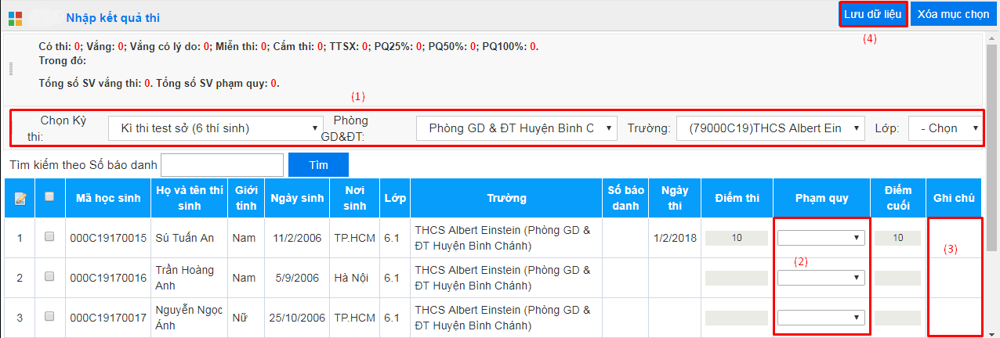 Nhập kết quả thi Lưu dữ liệu Xóa mục chọn
(4)
Có thi: 0; Vắng: 0; Vắng có lý do: 0; Miễn thi: 0; Cấm thi: 0; TTSX: 0; PQ25%: 0; PQ50%: 0; PQ100%: 0.
Trong đó:
Tổng số SV vắng thi: 0. Tổng số SV phạm quy: 0.
(1)
Chọn Kỳ thi: Kì thi test sở (6 thí sinh) Phòng GD&ĐT: Phòng GD & ĐT Huyện Bình C Trường: (79000C19)THCS Albert Ein Lớp: - Chọn
Tìm kiếm theo Số báo danh Tìm
Mã học sinh Họ và tên thí sinh Giới tính Ngày sinh Nơi sinh Lớp Trường Số báo danh Ngày thi Điểm thi Phạm quy Điểm cuối Ghi chú
1 000C19170015 Sú Tuấn An Nam 11/2/2006 TP.HCM 6.1 THCS Albert Einstein (Phòng GD & ĐT Huyện Bình Chánh) 1/2/2018 10 10
(3)
(2)
2 000C19170016 Trần Hoàng Anh Nam 5/9/2006 Hà Nội 6.1 THCS Albert Einstein (Phòng GD & ĐT Huyện Bình Chánh)
3 000C19170017 Nguyễn Ngọc Ánh Nữ 25/10/2006 TP.HCM 6.1 THCS Albert Einstein (Phòng GD & ĐT Huyện Bình Chánh)